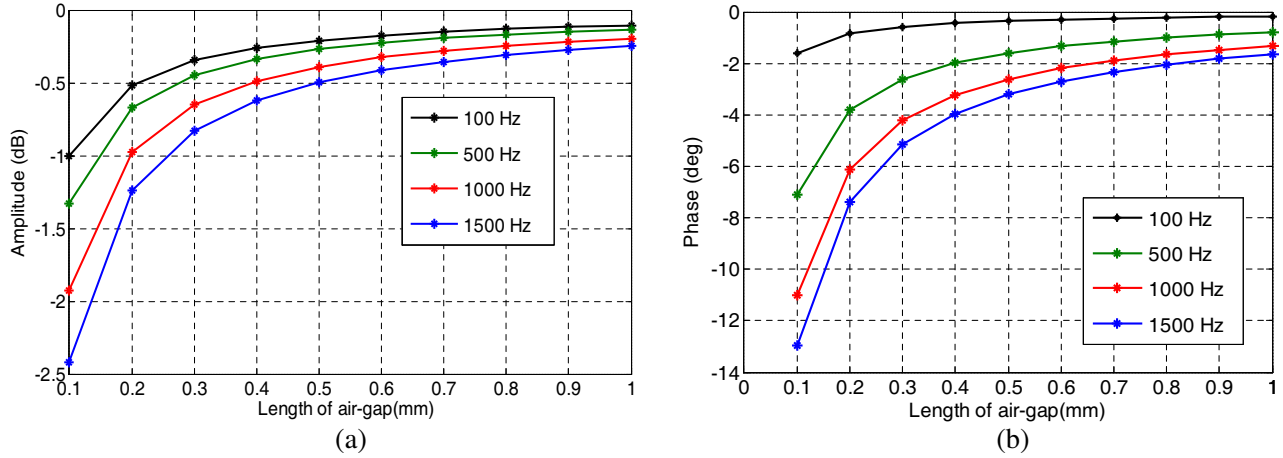 0
-0.5
-1
-1.5
-2
-2.5
Amplitude (dB)
100 Hz
500 Hz
1000 Hz
1500 Hz
0.1 0.2 0.3 0.4 0.5 0.6 0.7 0.8 0.9 1
Length of air-gap(mm)
(a)
0
-2
-4
-6
-8
-10
-12
-14
Phase (deg)
100 Hz
500 Hz
1000 Hz
1500 Hz
0 0.1 0.2 0.3 0.4 0.5 0.6 0.7 0.8 0.9 1
Length of air-gap(mm)
(b)